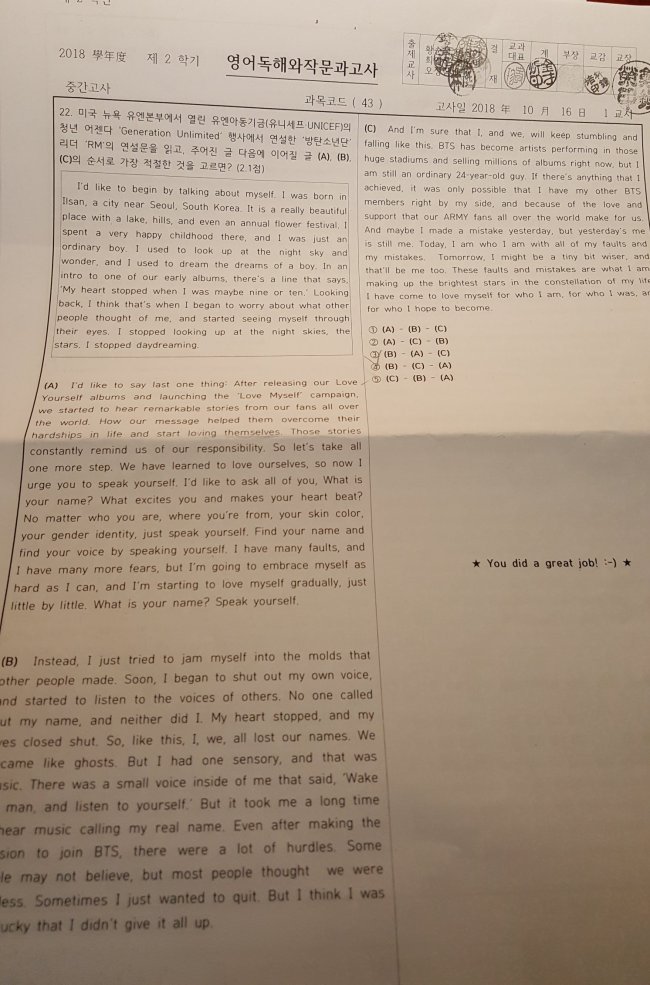 2018 學年度 제 2 학기 영어독해와작문과고사
중간고사
과목코드 ( 43 )
고사일 2018 年 10 月 16 日 1 교시
출제교사
결재
교과대표
계
부장
교감
교장
22. 미국 뉴욕 유엔본부에서 열린 유엔아동기금(유니세프·UNICEF)의
청년 어젠다 'Generation Unlimited' 행사에서 연설한 '방탄소년단'
리더 'RM'의 연설문을 읽고, 주어진 글 다음에 이어질 글 (A), (B),
(C)의 순서로 가장 적절한 것을 고르면? (2.1점)
I'd like to begin by talking about myself. I was born in
Ilsan, a city near Seoul, South Korea. It is a really beautiful
place with a lake, hills, and even an annual flower festival. I
spent a very happy childhood there, and I was just an
ordinary boy. I used to look up at the night sky and
wonder, and I used to dream the dreams of a boy. In an
intro to one of our early albums, there's a line that says,
'My heart stopped when I was maybe nine or ten.' Looking
back, I think that's when I began to worry about what other
people thought of me, and started seeing myself through
their eyes. I stopped looking up at the night skies, the
stars. I stopped daydreaming.
(A) I'd like to say last one thing: After releasing our Love
Yourself albums and launching the 'Love Myself' campaign,
we started to hear remarkable stories from our fans all over
the world. How our message helped them overcome their
hardships in life and start loving themselves. Those stories
constantly remind us of our responsibility. So let's take all
one more step. We have learned to love ourselves, so now I
urge you to speak yourself. I'd like to ask all of you, What is
your name? What excites you and makes your heart beat?
No matter who you are, where you're from, your skin color,
your gender identity, just speak yourself. Find your name and
find your voice by speaking yourself. I have many faults, and
I have many more fears, but I'm going to embrace myself as
hard as I can, and I'm starting to love myself gradually, just
little by little. What is your name? Speak yourself.
(B) Instead, I just tried to jam myself into the molds that
other people made. Soon, I began to shut out my own voice,
and started to listen to the voices of others. No one called
out my name, and neither did I. My heart stopped, and my
eyes closed shut. So, like this, I, we, all lost our names. We
came like ghosts. But I had one sensory, and that was
music. There was a small voice inside of me that said, 'Wake
man, and listen to yourself.' But it took me a long time
hear music calling my real name. Even after making the
sion to join BTS, there were a lot of hurdles. Some
le may not believe, but most people thought we were
less. Sometimes I just wanted to quit. But I think I was
ucky that I didn't give it all up.
(C) And I'm sure that I, and we, will keep stumbling and
falling like this. BTS has become artists performing in those
huge stadiums and selling millions of albums right now, but I
am still an ordinary 24-year-old guy. If there's anything that I
achieved, it was only possible that I have my other BTS
members right by my side, and because of the love and
support that our ARMY fans all over the world make for us.
And maybe I made a mistake yesterday, but yesterday's me
is still me. Today, I am who I am with all of my faults and
my mistakes. Tomorrow, I might be a tiny bit wiser, and
that'll be me too. These faults and mistakes are what I am
making up the brightest stars in the constellation of my life
I have come to love myself for who I am, for who I was, an
for who I hope to become.
① (A) - (B) - (C)
② (A) - (C) - (B)
③ (B) - (A) - (C)
④ (B) - (C) - (A)
⑤ (C) - (B) - (A)
★ You did a great job! :-) ★